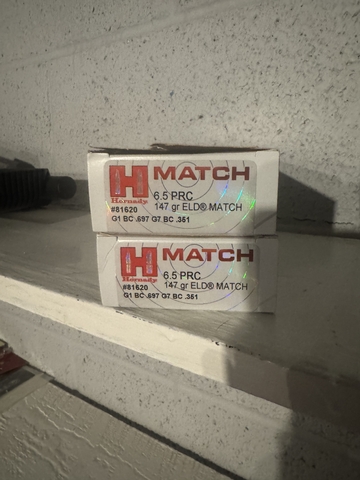 H MATCH
Hornady 6.5 PRC
#81620 147 gr ELD® MATCH
G1 BC .697 G7 BC .351
H MATCH
Hornady 6.5 PRC
#81620 147 gr ELD® MATCH
G1 BC .697 G7 BC .351